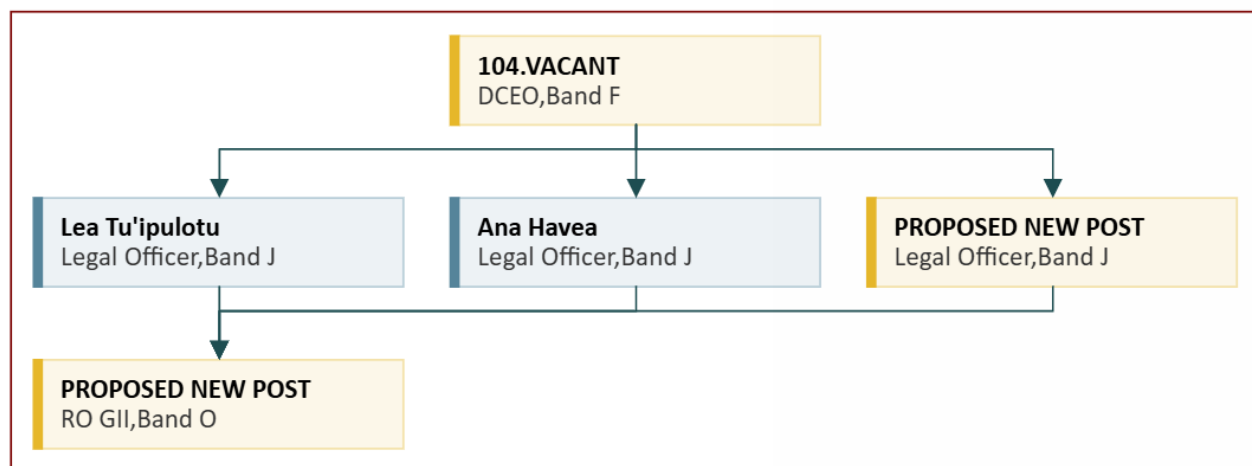 104.VACANT
DCEO,Band F
Lea Tu'ipulotu
Legal Officer,Band J
Ana Havea
Legal Officer,Band J
PROPOSED NEW POST
Legal Officer,Band J
PROPOSED NEW POST
RO GII,Band O